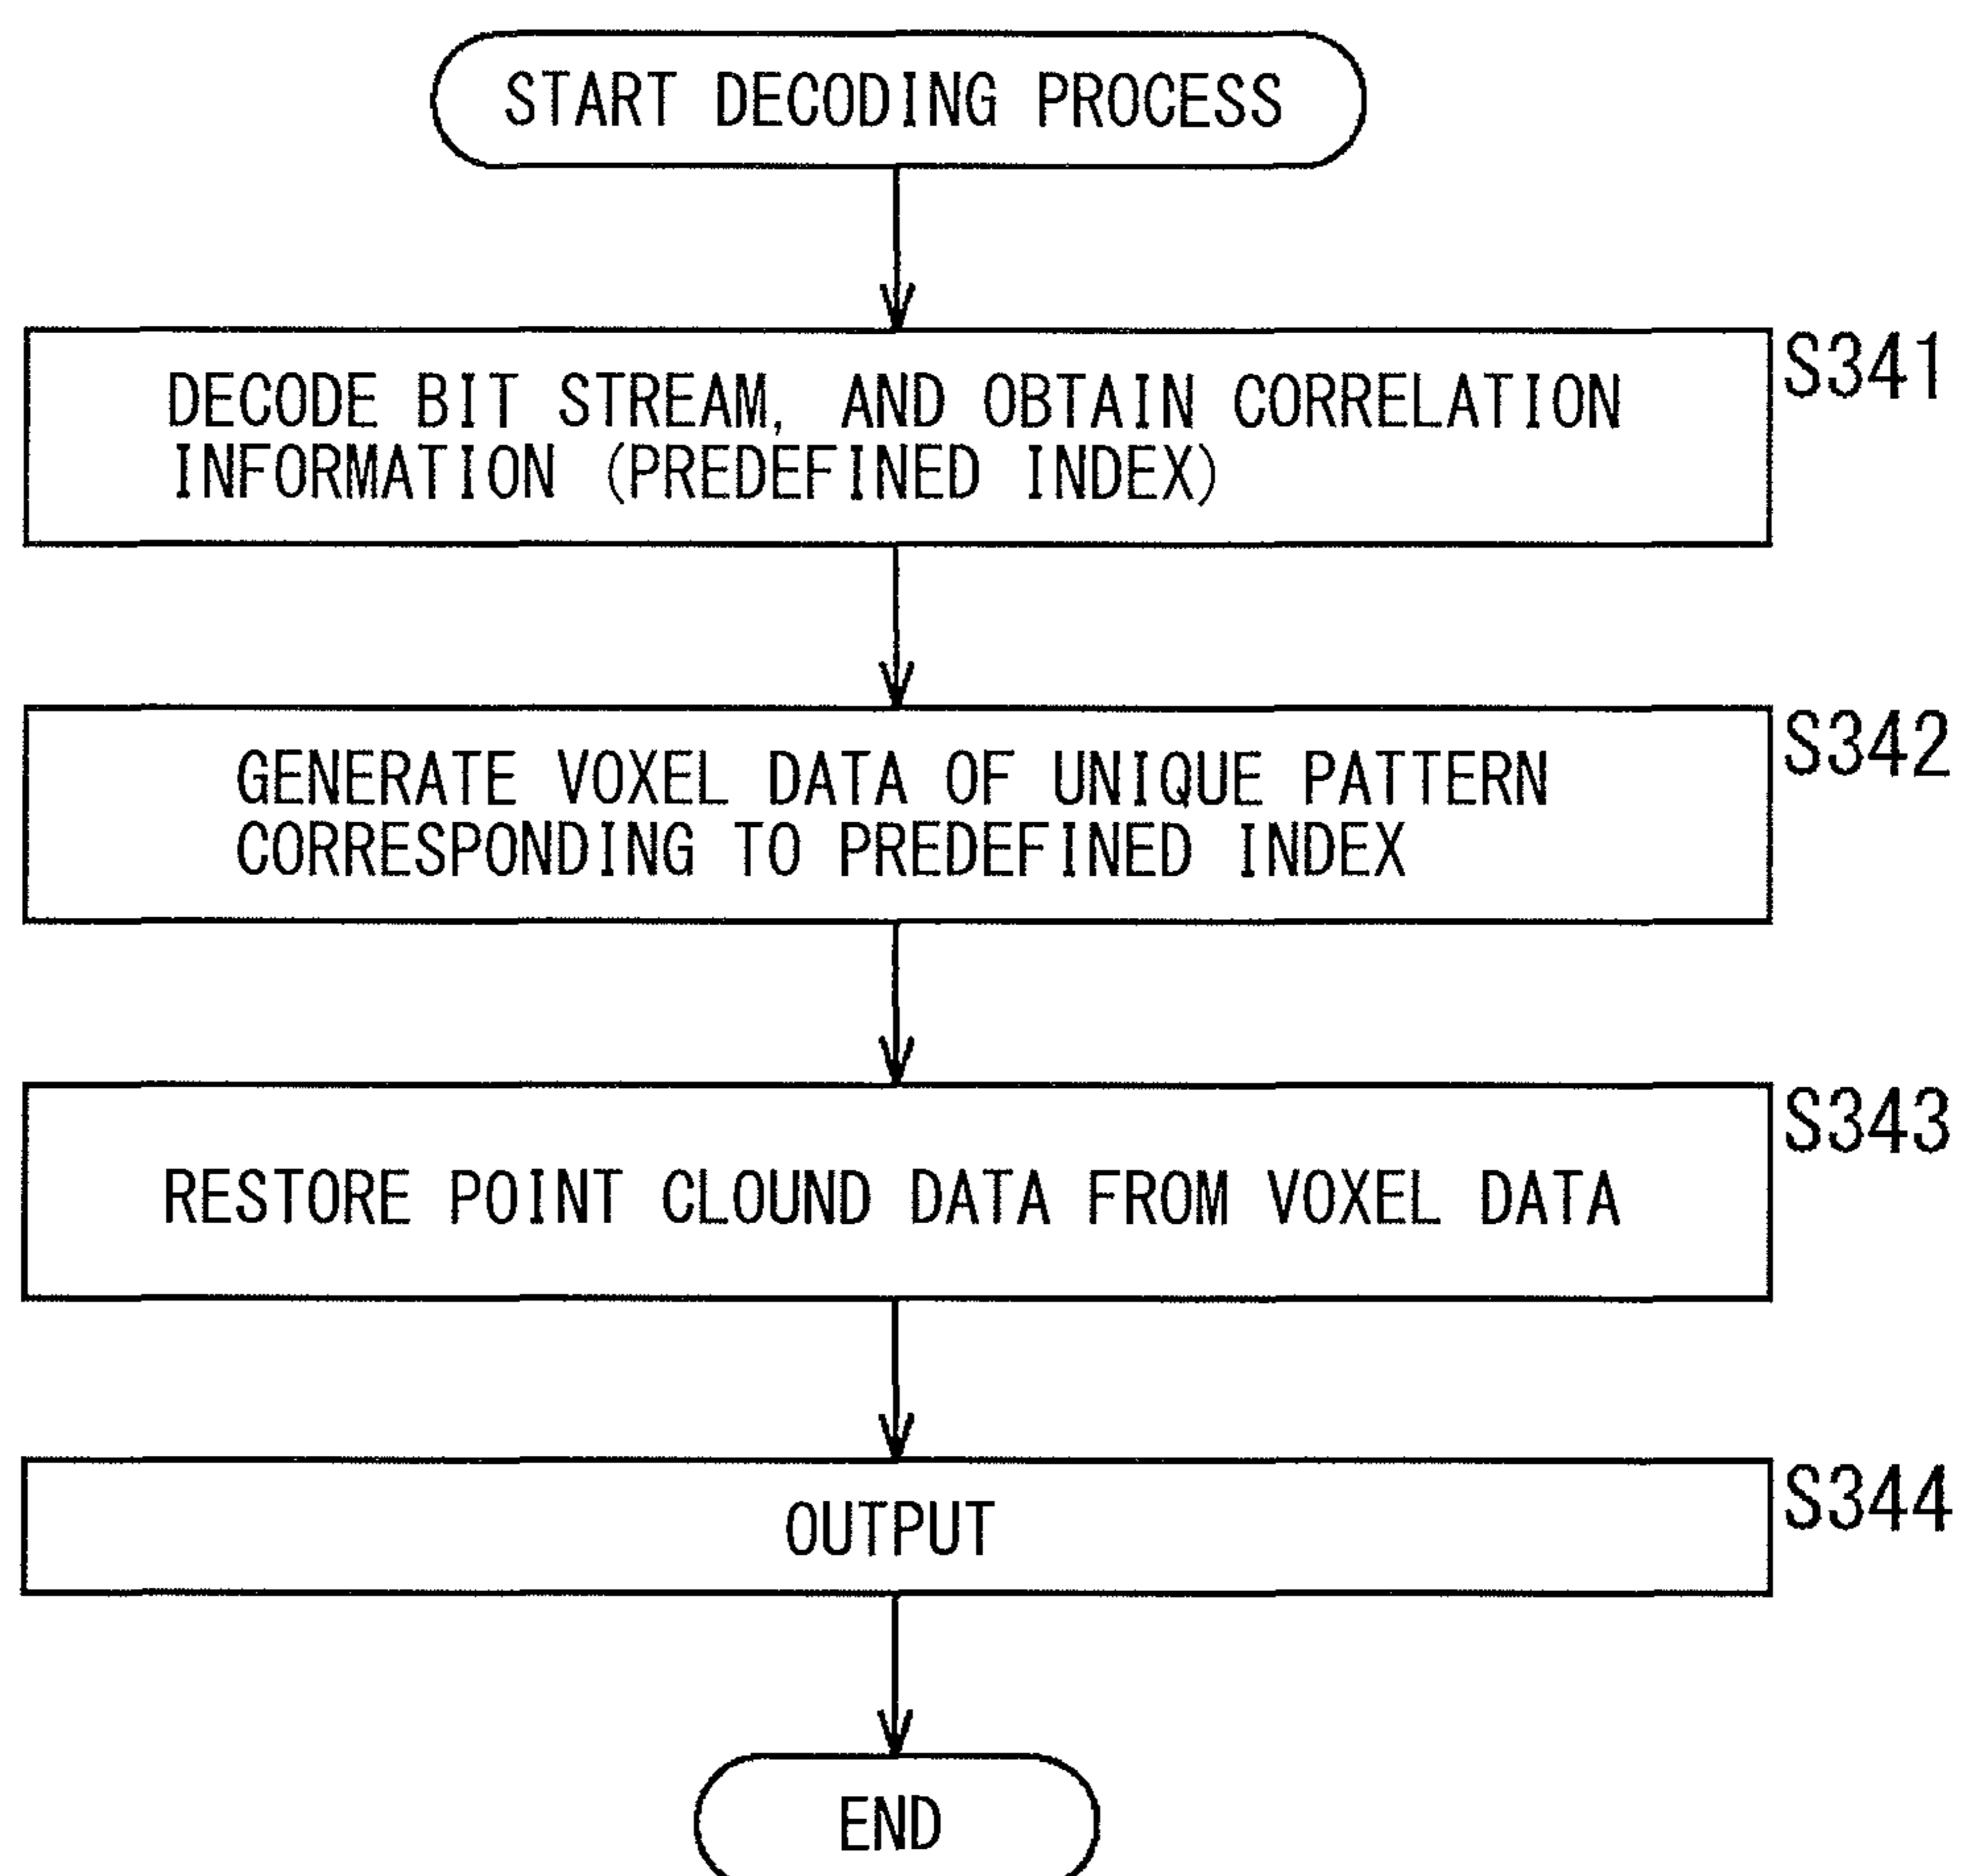 START DECODING PROCESS
S341
DECODE BIT STREAM, AND OBTAIN CORRELATION
INFORMATION (PREDEFINED INDEX)
S342
GENERATE VOXEL DATA OF UNIQUE PATTERN
CORRESPONDING TO PREDEFINED INDEX
S343
RESTORE POINT CLOUND DATA FROM VOXEL DATA
S344
OUTPUT
END